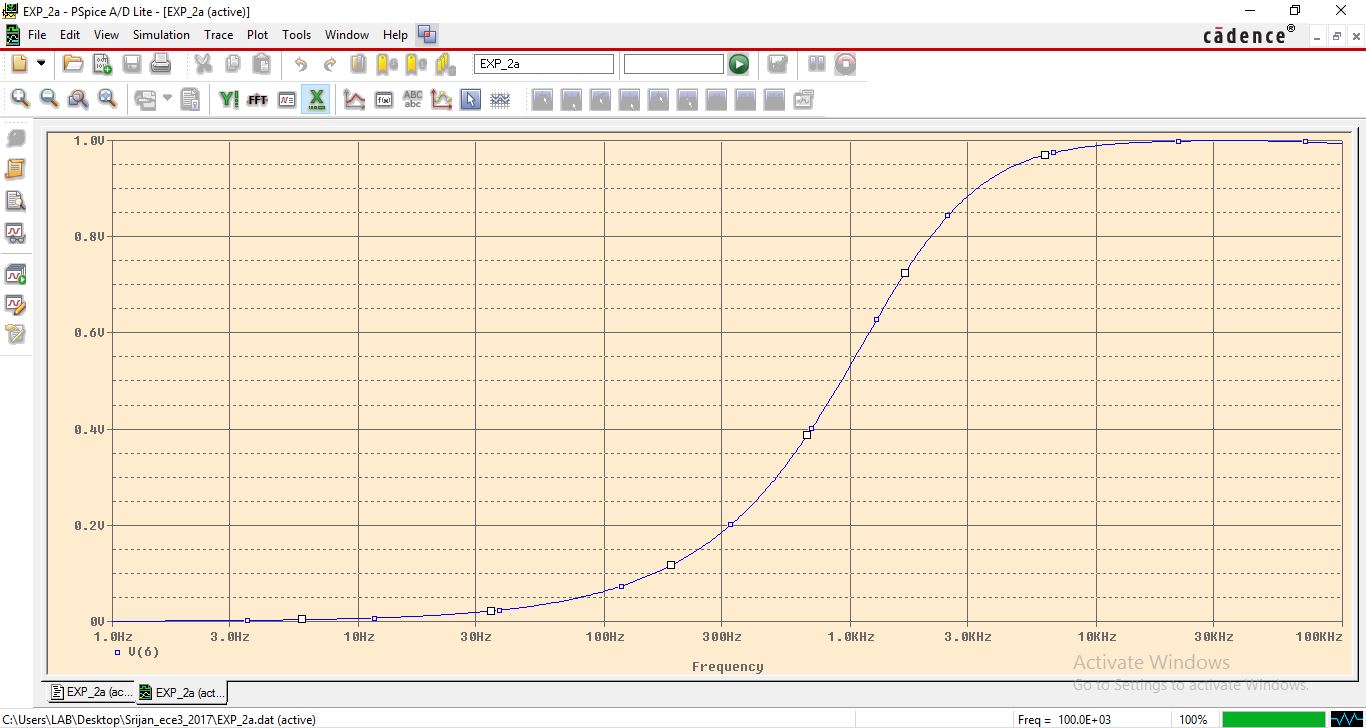 EXP_2a - PSpice A/D Lite - [EXP_2a (active)]
File Edit View Simulation Trace Plot Tools Window Help
cādence®
EXP_2a
FFT
ABC
abc
1.0V
0.8V
0.6V
0.4V
0.2V
0V
1.0Hz 3.0Hz 10Hz 30Hz 100Hz 300Hz 1.0KHz 3.0KHz 10KHz 30KHz 100KHz
V(6)
Frequency
Activate Windows
Go to Settings to activate Windows.
EXP_2a (ac... EXP_2a (act...
C:\Users\LAB\Desktop\Srijan_ece3_2017\EXP_2a.dat (active) Freq = 100.0E+03 100%